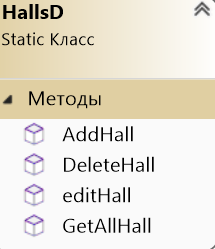 HallsD
Static Класс
Методы
AddHall
DeleteHall
editHall
GetAllHall